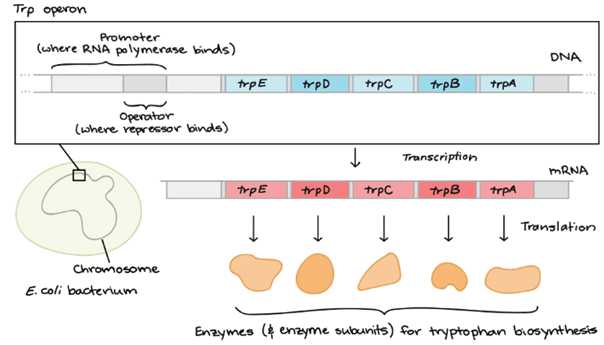 Trp operon
Promoter
(where RNA polymerase binds)
DNA
trpE trpD trpC trpB trpA
Operator
(where repressor binds)
Transcription
mRNA
trpE trpD trpC trpB trpA
Translation
Chromosome
E. coli bacterium
Enzymes (& enzyme subunits) for tryptophan biosynthesis